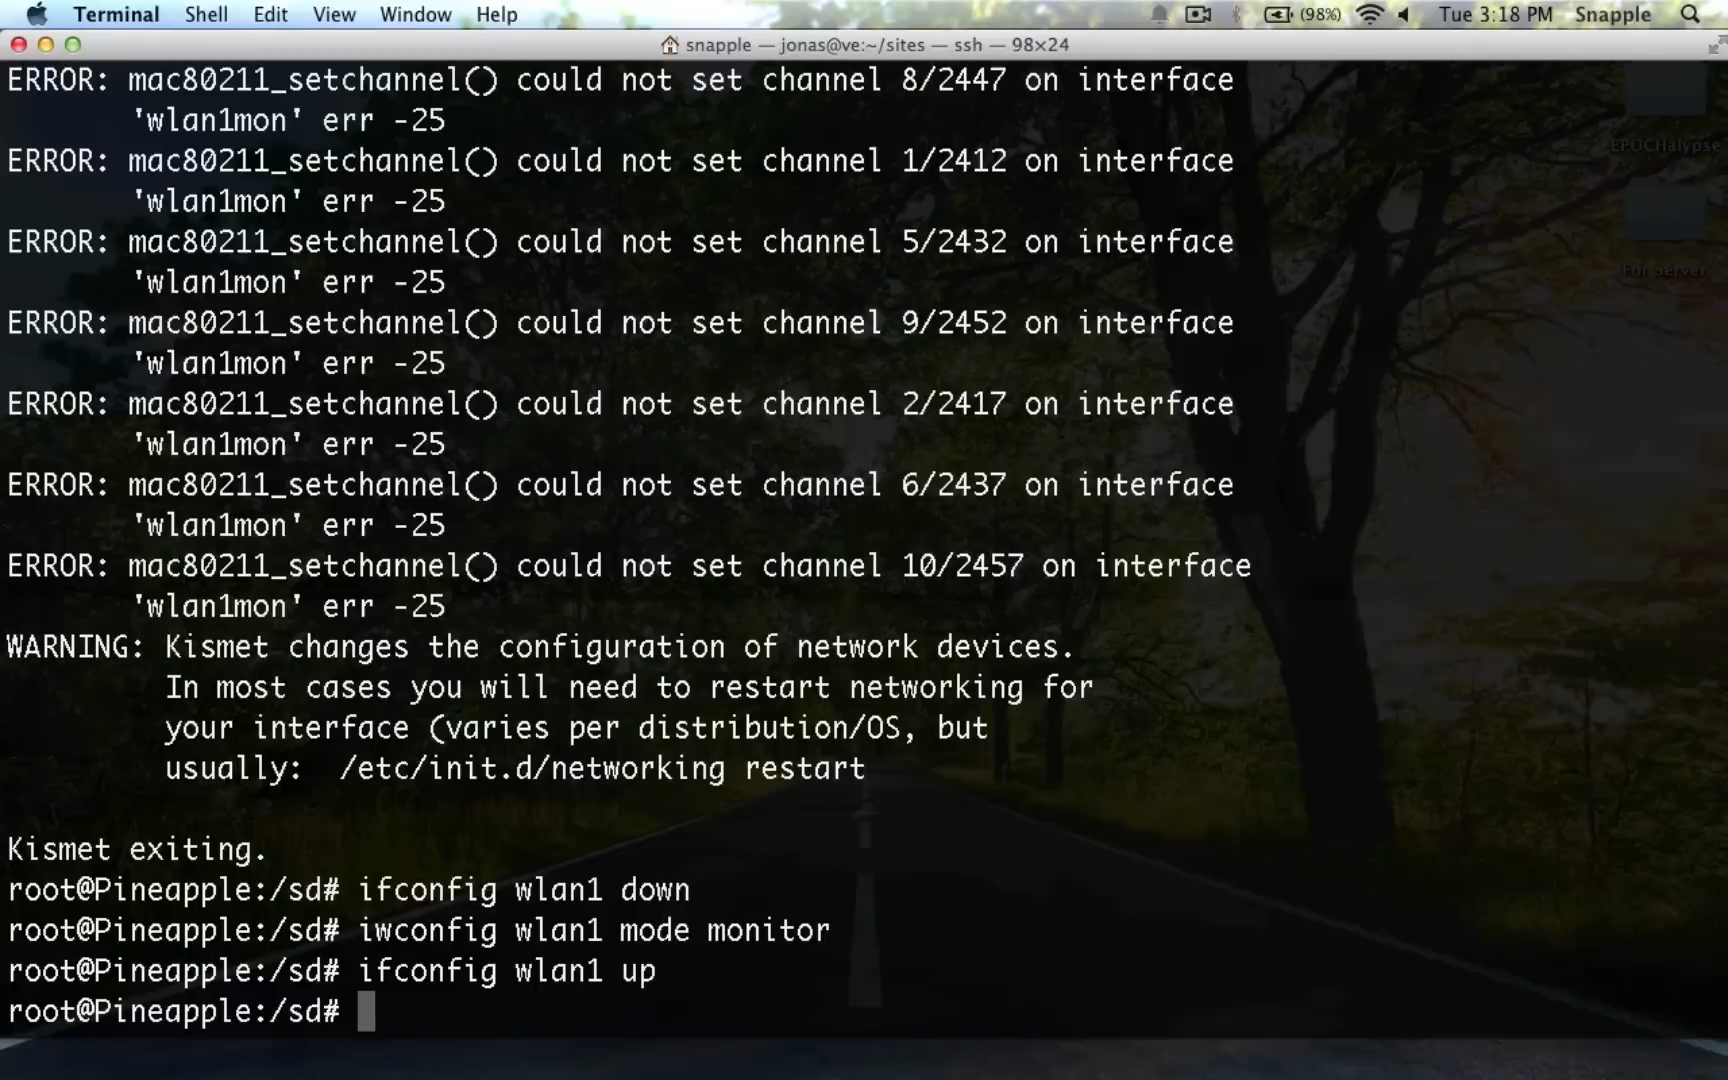 Terminal Shell Edit View Window Help (98%) Tue 3:18 PM Snapple
snapple — jonas@ve:~/sites — ssh — 98×24
ERROR: mac80211_setchannel() could not set channel 8/2447 on interface
'wlan1mon' err -25
ERROR: mac80211_setchannel() could not set channel 1/2412 on interface
'wlan1mon' err -25
ERROR: mac80211_setchannel() could not set channel 5/2432 on interface
'wlan1mon' err -25
ERROR: mac80211_setchannel() could not set channel 9/2452 on interface
'wlan1mon' err -25
ERROR: mac80211_setchannel() could not set channel 2/2417 on interface
'wlan1mon' err -25
ERROR: mac80211_setchannel() could not set channel 6/2437 on interface
'wlan1mon' err -25
ERROR: mac80211_setchannel() could not set channel 10/2457 on interface
'wlan1mon' err -25
WARNING: Kismet changes the configuration of network devices.
In most cases you will need to restart networking for
your interface (varies per distribution/OS, but
usually:  /etc/init.d/networking restart
Kismet exiting.
root@Pineapple:/sd# ifconfig wlan1 down
root@Pineapple:/sd# iwconfig wlan1 mode monitor
root@Pineapple:/sd# ifconfig wlan1 up
root@Pineapple:/sd#
EPOCHalypse
For Server